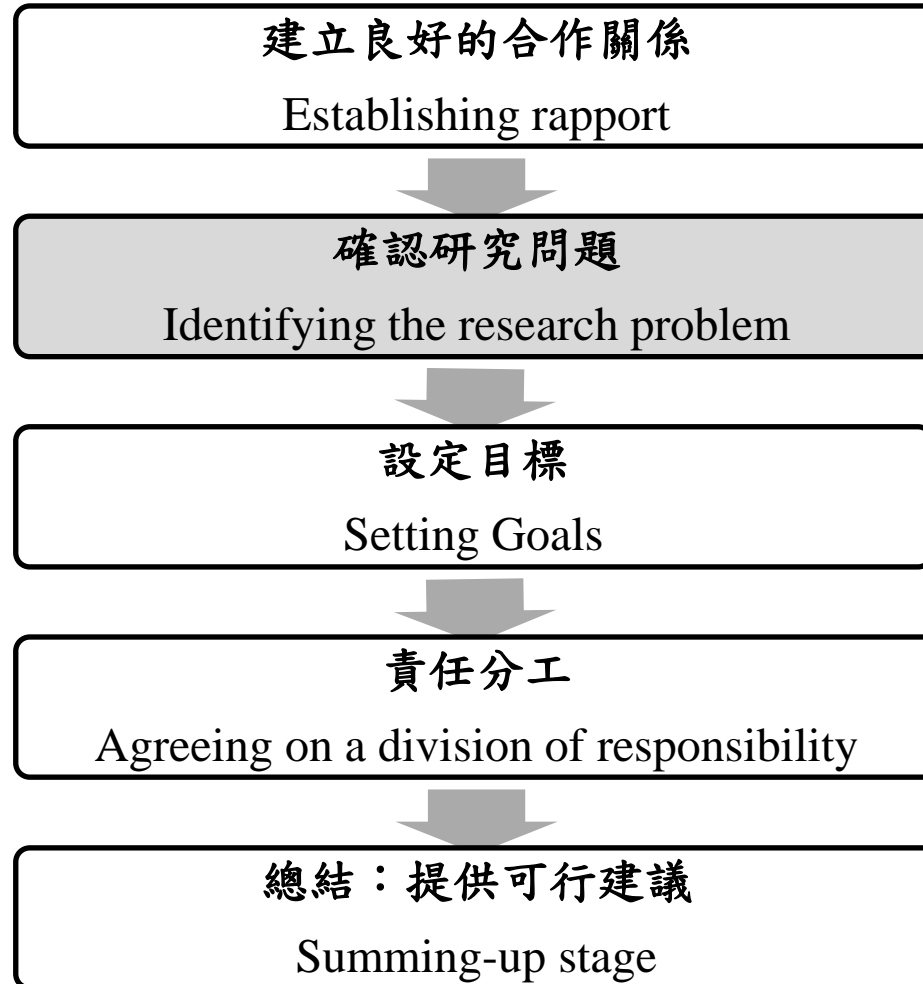 建立良好的合作關係
Establishing rapport
確認研究問題
Identifying the research problem
設定目標
Setting Goals
責任分工
Agreeing on a division of responsibility
總結：提供可行建議
Summing-up stage